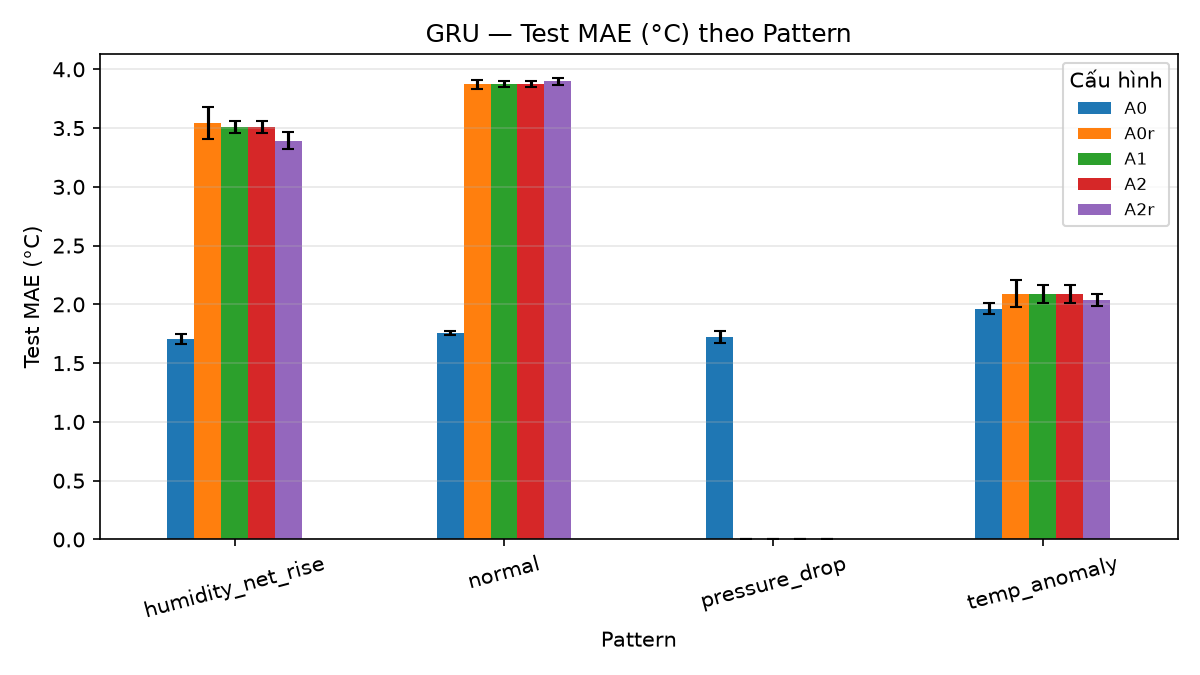 GRU — Test MAE (°C) theo Pattern
Test MAE (°C)
4.0
3.5
3.0
2.5
2.0
1.5
1.0
0.5
0.0
Cấu hình
A0
A0r
A1
A2
A2r
humidity_net_rise
normal
pressure_drop
temp_anomaly
Pattern